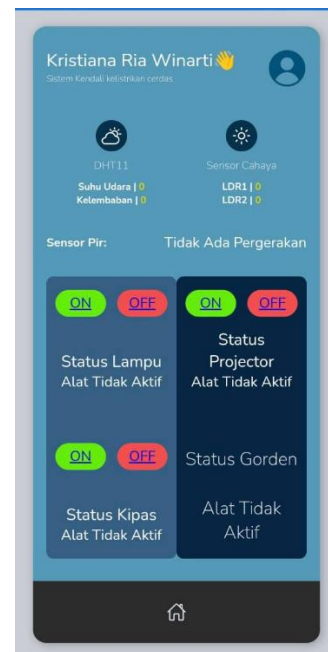 Kristiana Ria Winarti👋
Sistem Kendali kelistrikan cerdas
DHT11
Sensor Cahaya
Suhu Udara | 0
Kelembaban | 0
LDR1 | 0
LDR2 | 0
Sensor Pir:
Tidak Ada Pergerakan
ON OFF
Status Lampu
Alat Tidak Aktif
ON OFF
Status
Projector
Alat Tidak Aktif
ON OFF
Status Kipas
Alat Tidak Aktif
Status Gorden
Alat Tidak
Aktif